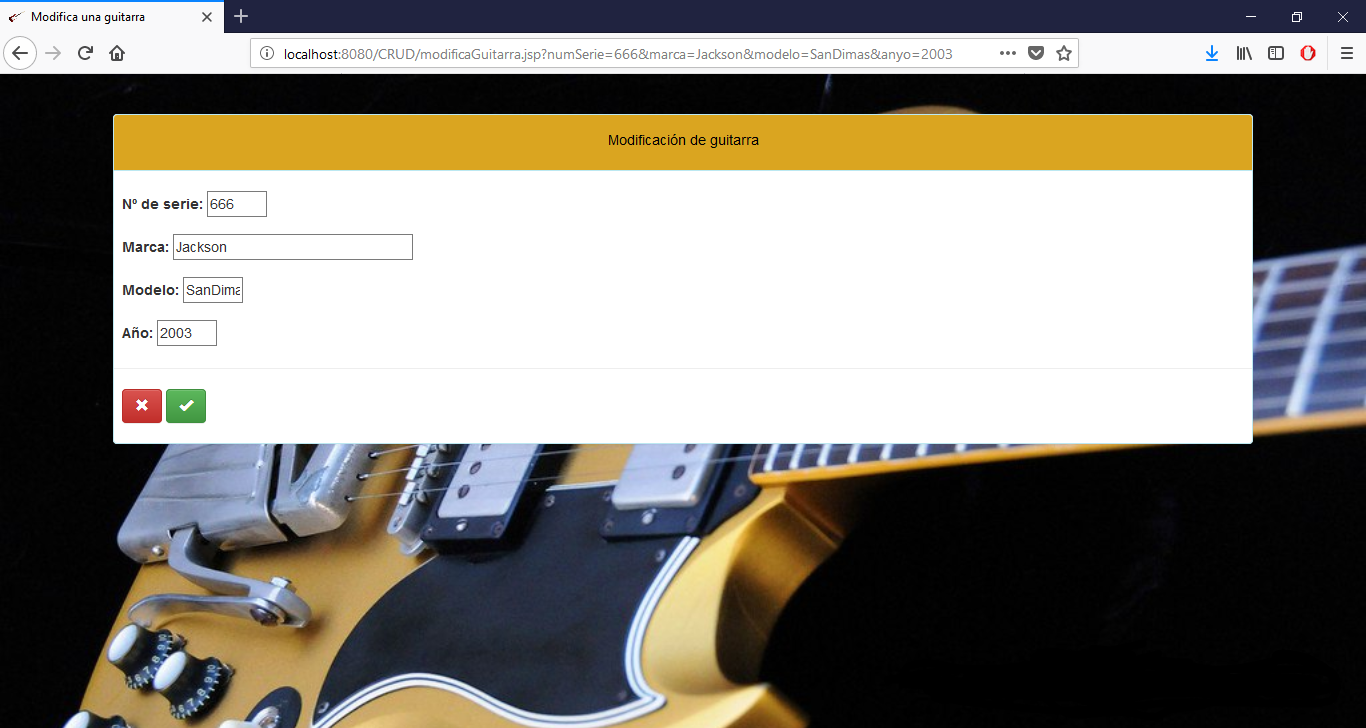 Modifica una guitarra
localhost:8080/CRUD/modificaGuitarra.jsp?numSerie=666&marca=Jackson&modelo=SanDimas&anyo=2003
Modificación de guitarra
Nº de serie: 666
Marca: Jackson
Modelo: SanDima
Año: 2003